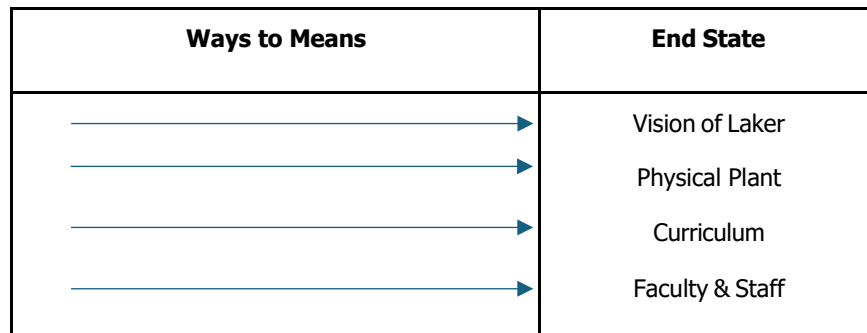 Ways to Means
End State
Vision of Laker
Physical Plant
Curriculum
Faculty & Staff